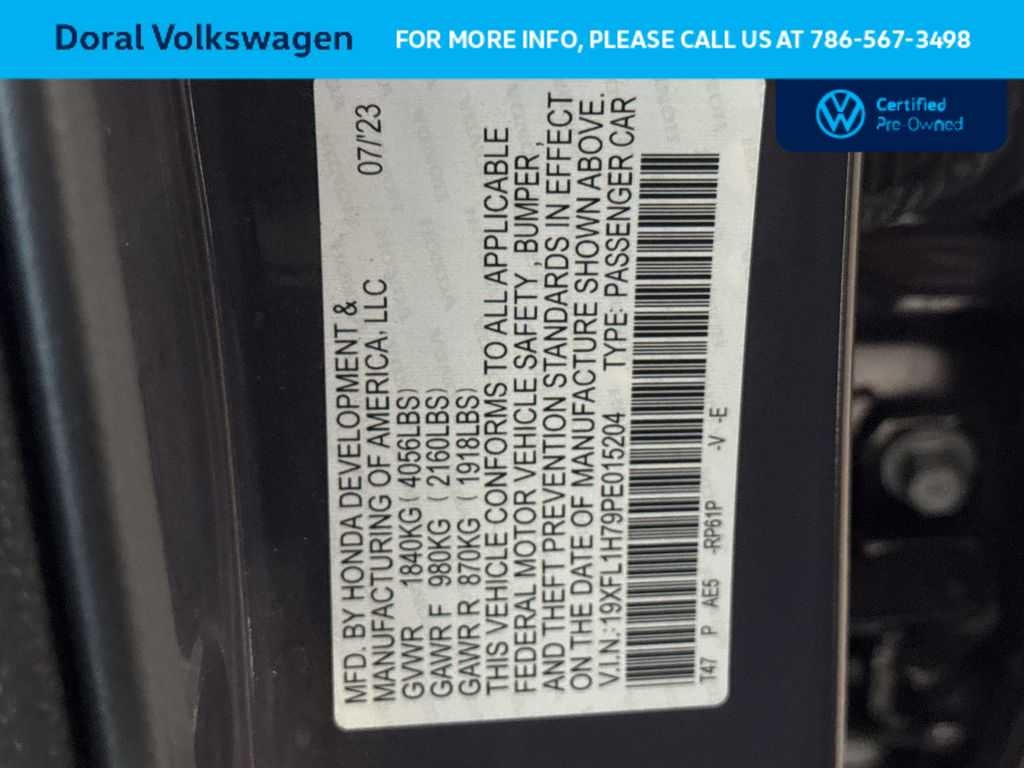 Doral Volkswagen
FOR MORE INFO, PLEASE CALL US AT 786-567-3498
Certified
Pre-Owned
MFD. BY HONDA DEVELOPMENT &
MANUFACTURING OF AMERICA, LLC 07/'23
GVWR 1840KG ( 4056LBS)
GAWR F 980KG ( 2160LBS)
GAWR R 870KG ( 1918LBS)
THIS VEHICLE CONFORMS TO ALL APPLICABLE
FEDERAL MOTOR VEHICLE SAFETY , BUMPER ,
AND THEFT PREVENTION STANDARDS IN EFFECT
ON THE DATE OF MANUFACTURE SHOWN ABOVE.
V.I.N.:19XFL1H79PE015204 TYPE: PASSENGER CAR
T47 P AE5 -RP61P -V -E